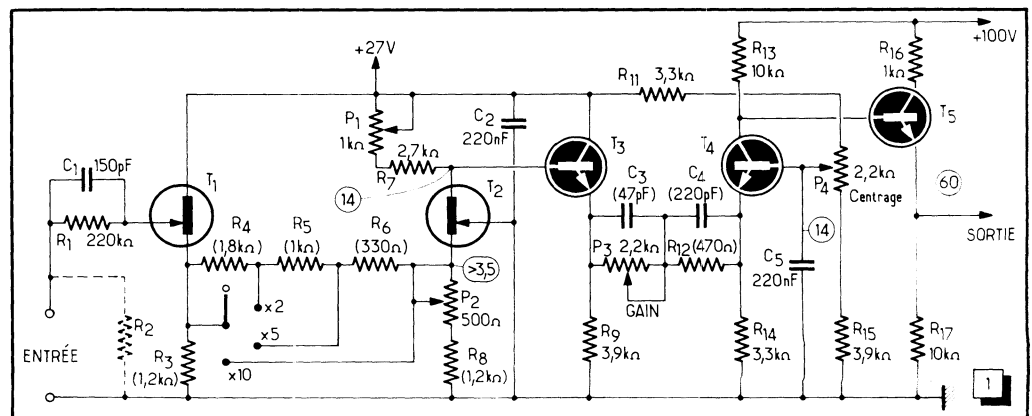 +27V
+100V
R13
10kΩ
R16
1kΩ
R11
3,3kΩ
P1
1kΩ
C2
220nF
T3
T4
T5
C1
150pF
T1
R7
2,7kΩ
14
T2
C3
(47pF)
C4
(220pF)
P4
2,2kΩ
Centrage
60
R1
220kΩ
R4
(1,8kΩ)
R5
(1kΩ)
R6
(330Ω)
>3,5
P3
2,2kΩ
R12
(470Ω)
GAIN
C5
220nF
14
SORTIE
x2
x5
x10
P2
500Ω
R2
ENTRÉE
R3
(1,2kΩ)
R8
(1,2kΩ)
R9
3,9kΩ
R14
3,3kΩ
R15
3,9kΩ
R17
10kΩ
1